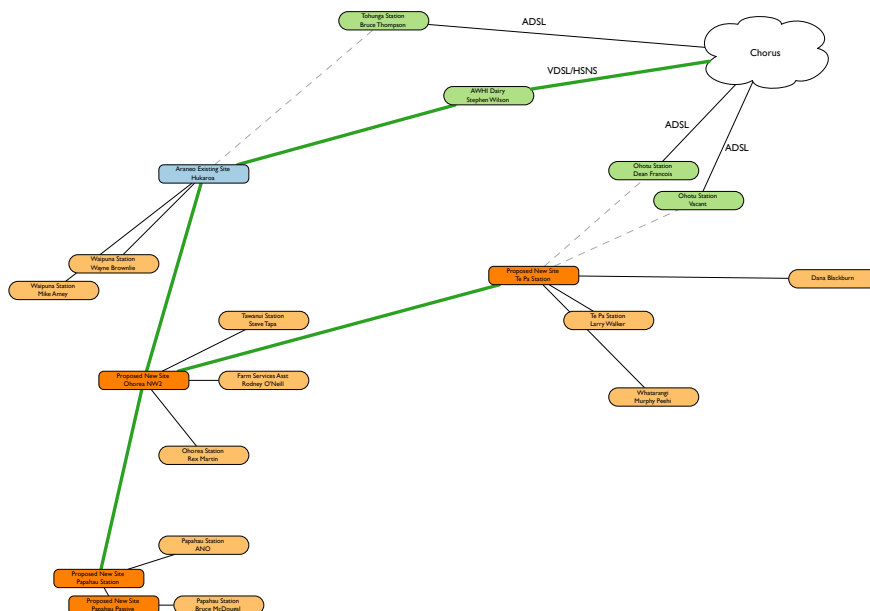 Tohunga Station
Bruce Thompson
ADSL
Chorus
VDSL/HSNS
AWHI Dairy
Stephen Wilson
ADSL
ADSL
Araneo Existing Site
Hukaroa
Ohotu Station
Dean Francois
Ohotu Station
Vacant
Waipuna Station
Wayne Brownlie
Waipuna Station
Mike Amey
Proposed New Site
Te Pa Station
Dana Blackburn
Tawanui Station
Steve Tapa
Te Pa Station
Larry Walker
Proposed New Site
Ohorea NW2
Farm Services Asst
Rodney O'Neill
Whatarangi
Murphy Peehi
Ohorea Station
Rex Martin
Papahau Station
ANO
Proposed New Site
Papahau Station
Proposed New Site
Papahau Passive
Papahau Station
Bruce McDougal